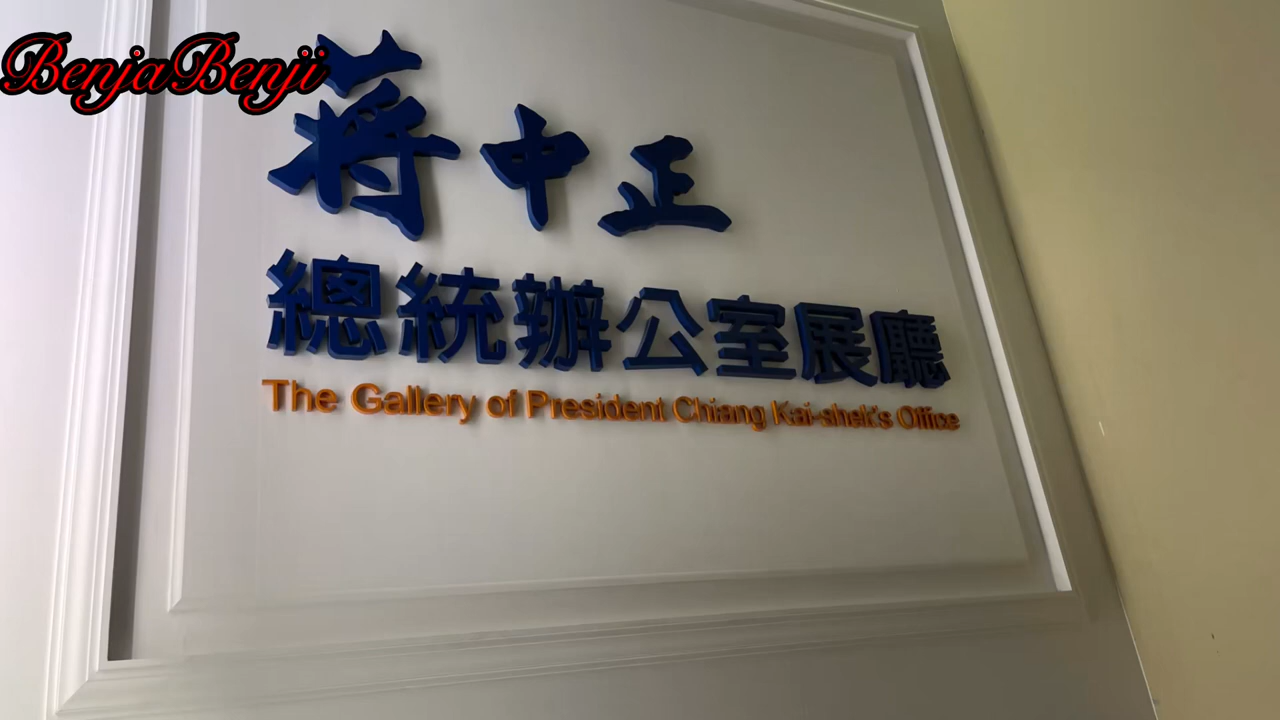 BenjaBenji
蔣中正
總統辦公室展廳
The Gallery of President Chiang Kai-shek's Office